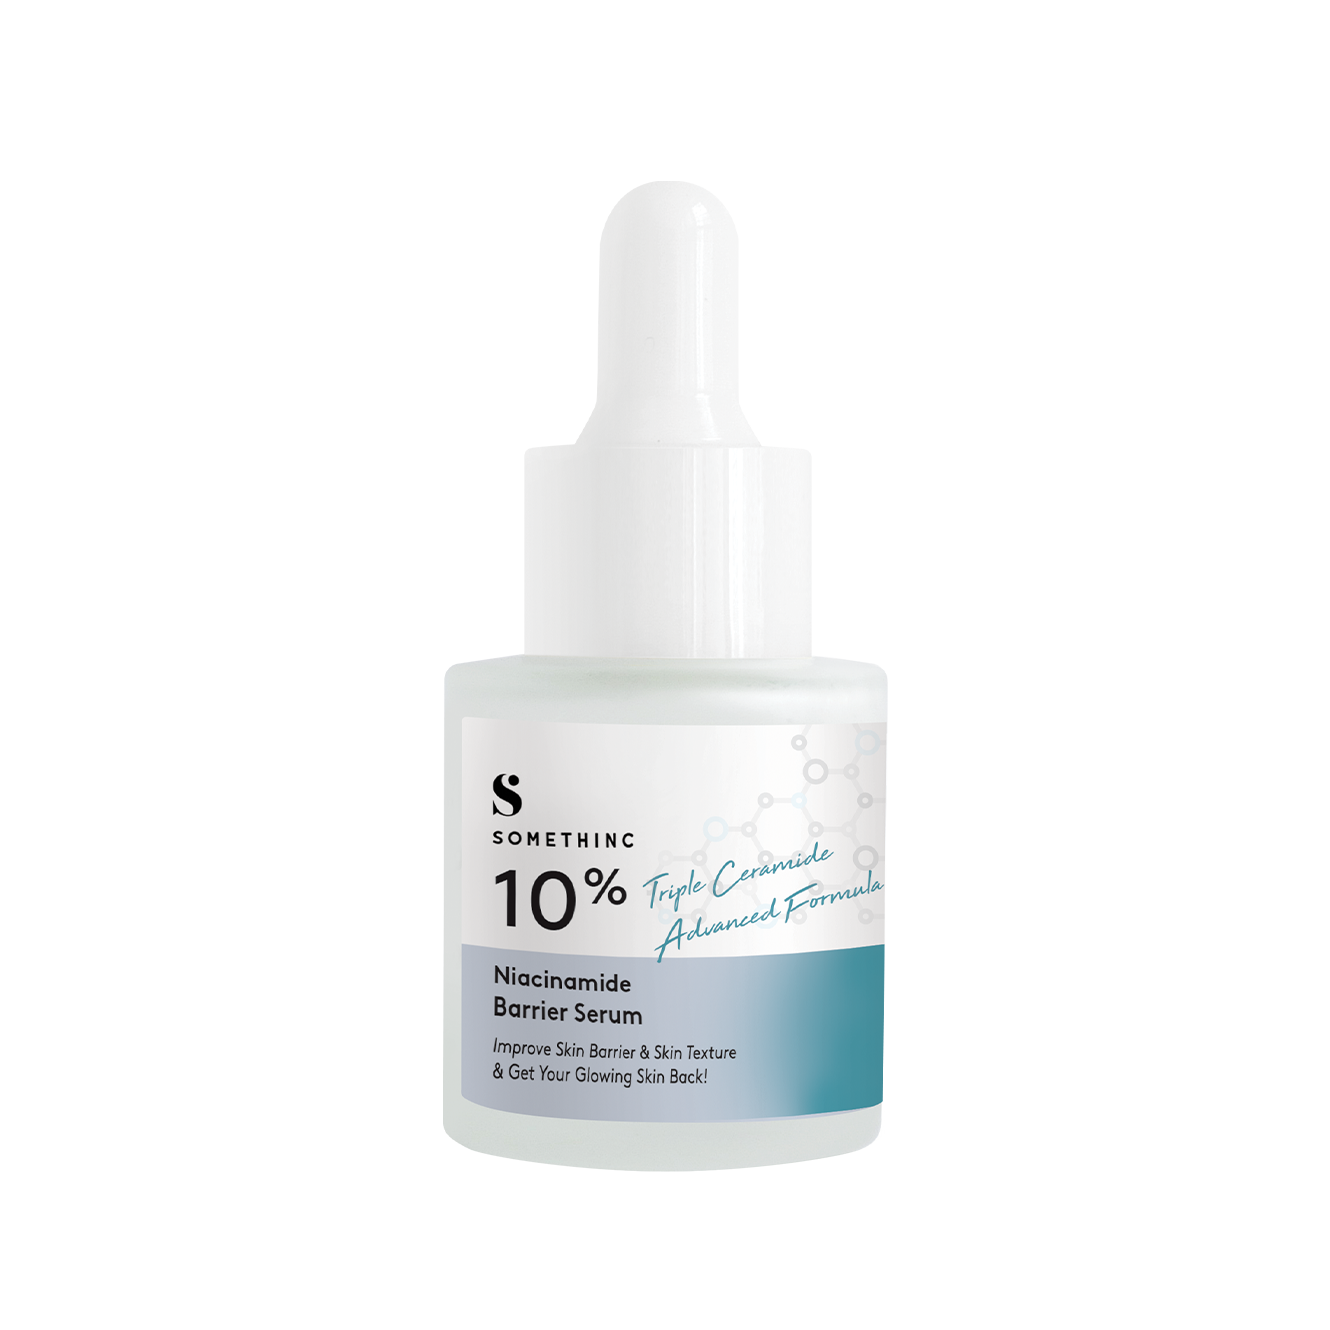 S
SOMETHINC
10%
Triple Ceramide
Advanced Formula
Niacinamide
Barrier Serum
Improve Skin Barrier & Skin Texture
& Get Your Glowing Skin Back!